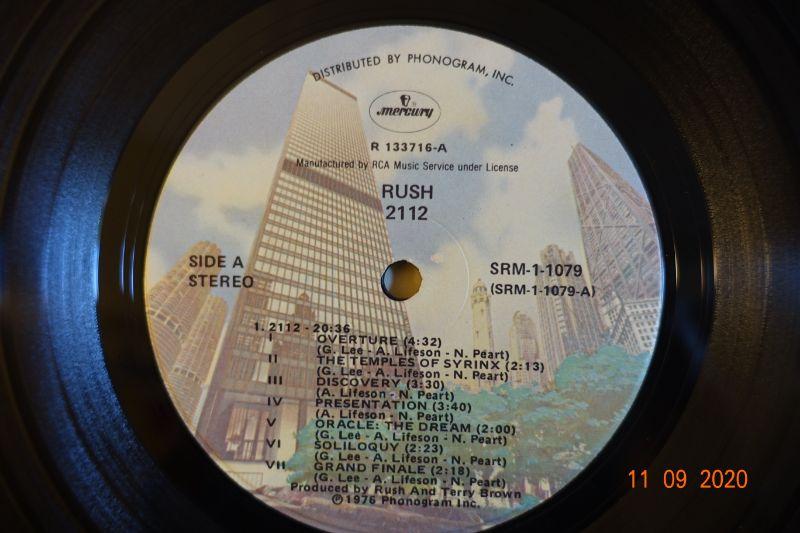 DISTRIBUTED BY PHONOGRAM, INC.
mercury
R 133716-A
Manufactured by RCA Music Service under License
RUSH
2112
SIDE A
STEREO
SRM-1-1079
(SRM-1-1079-A)
1. 2112 - 20:36
I OVERTURE (4:32)
(G. Lee - A. Lifeson - N. Peart)
II THE TEMPLES OF SYRINX (2:13)
(G. Lee - A. Lifeson - N. Peart)
III DISCOVERY (3:30)
(A. Lifeson - N. Peart)
IV PRESENTATION (3:40)
(A. Lifeson - N. Peart)
V ORACLE: THE DREAM (2:00)
(G. Lee - A. Lifeson - N. Peart)
VI SOLILOQUY (2:23)
(G. Lee - A. Lifeson - N. Peart)
VII GRAND FINALE (2:18)
(G. Lee - A. Lifeson - N. Peart)
Produced by Rush And Terry Brown
℗1976 Phonogram Inc.
11 09 2020